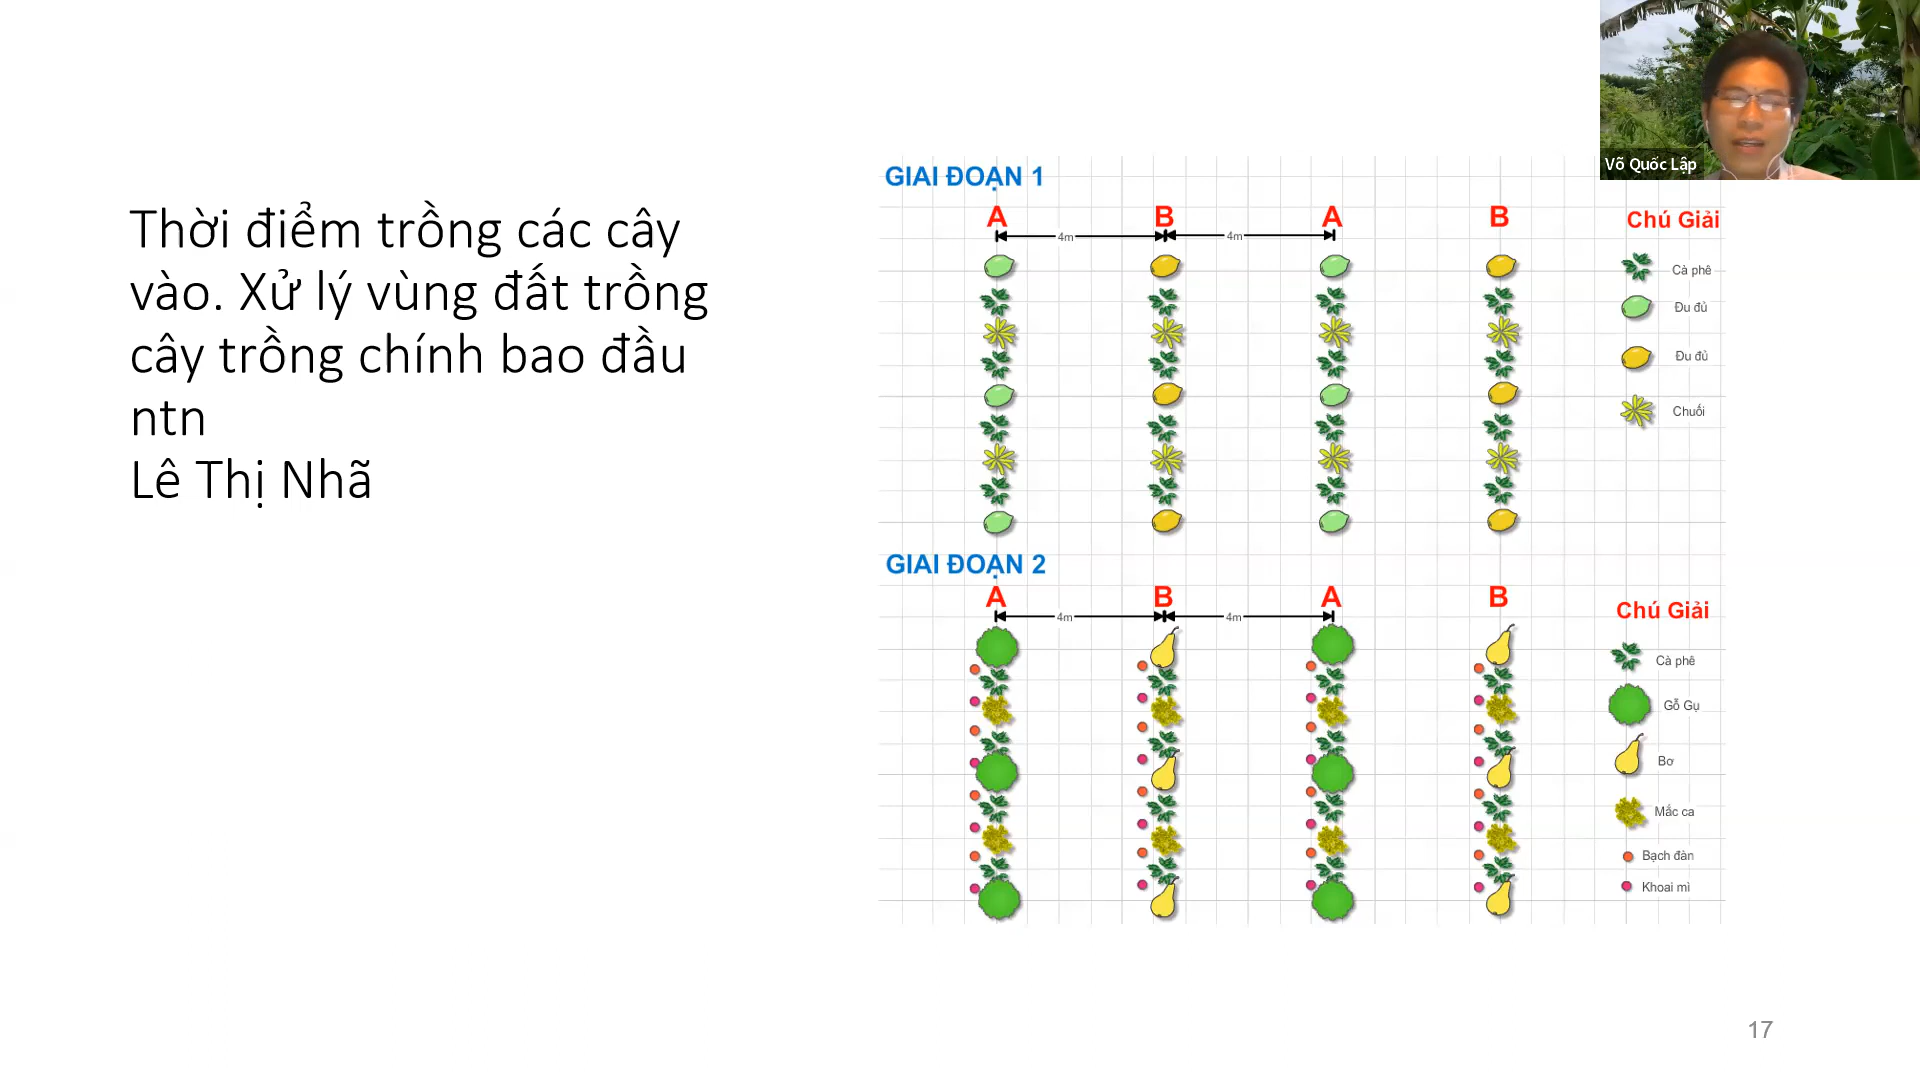 Võ Quốc Lập
Thời điểm trồng các cây
vào. Xử lý vùng đất trồng
cây trồng chính bao đầu
ntn
Lê Thị Nhã
GIAI ĐOẠN 1
A B A B
4m 4m
Chú Giải
Cà phê
Đu đủ
Đu đủ
Chuối
GIAI ĐOẠN 2
A B A B
4m 4m
Chú Giải
Cà phê
Gỗ Gụ
Bơ
Mắc ca
Bạch đàn
Khoai mì
17